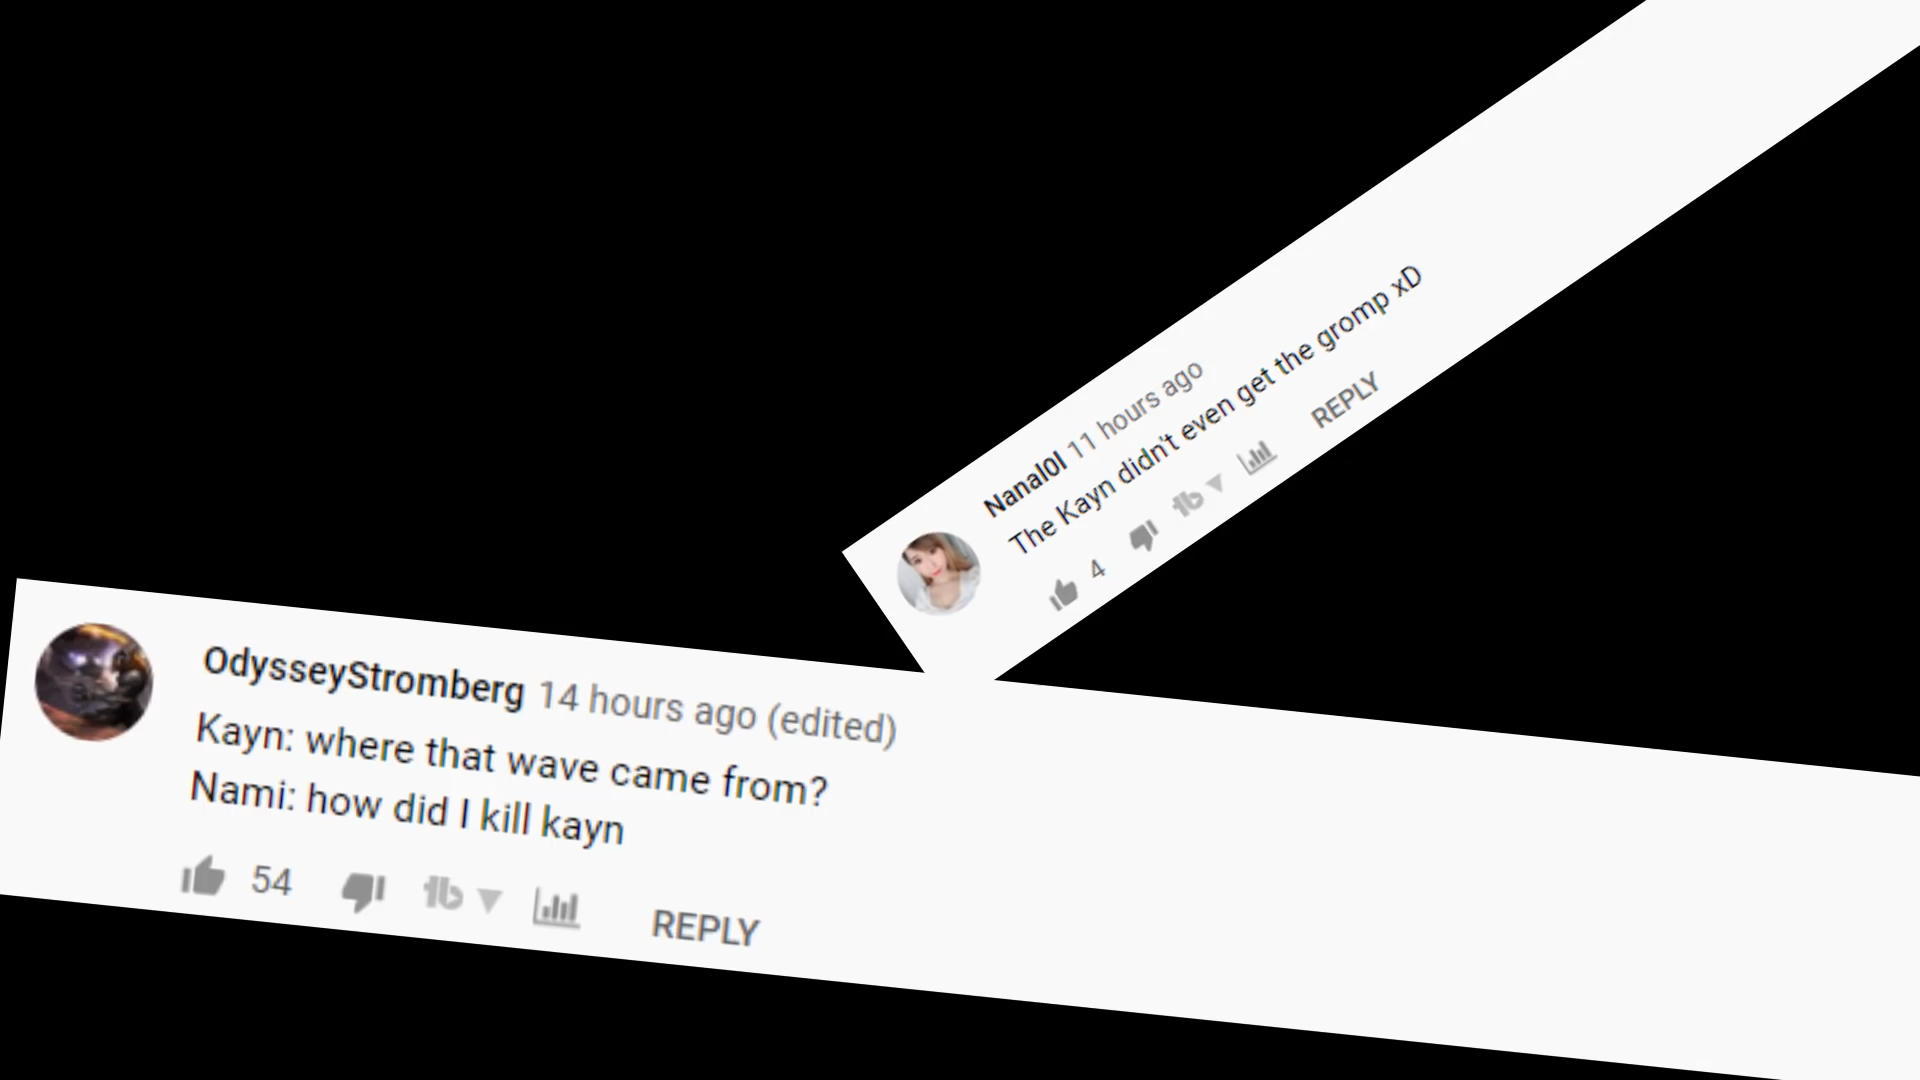 Nanal0l 11 hours ago
The Kayn didn't even get the gromp xD
4
REPLY
OdysseyStromberg 14 hours ago (edited)
Kayn: where that wave came from?
Nami: how did I kill kayn
54
REPLY